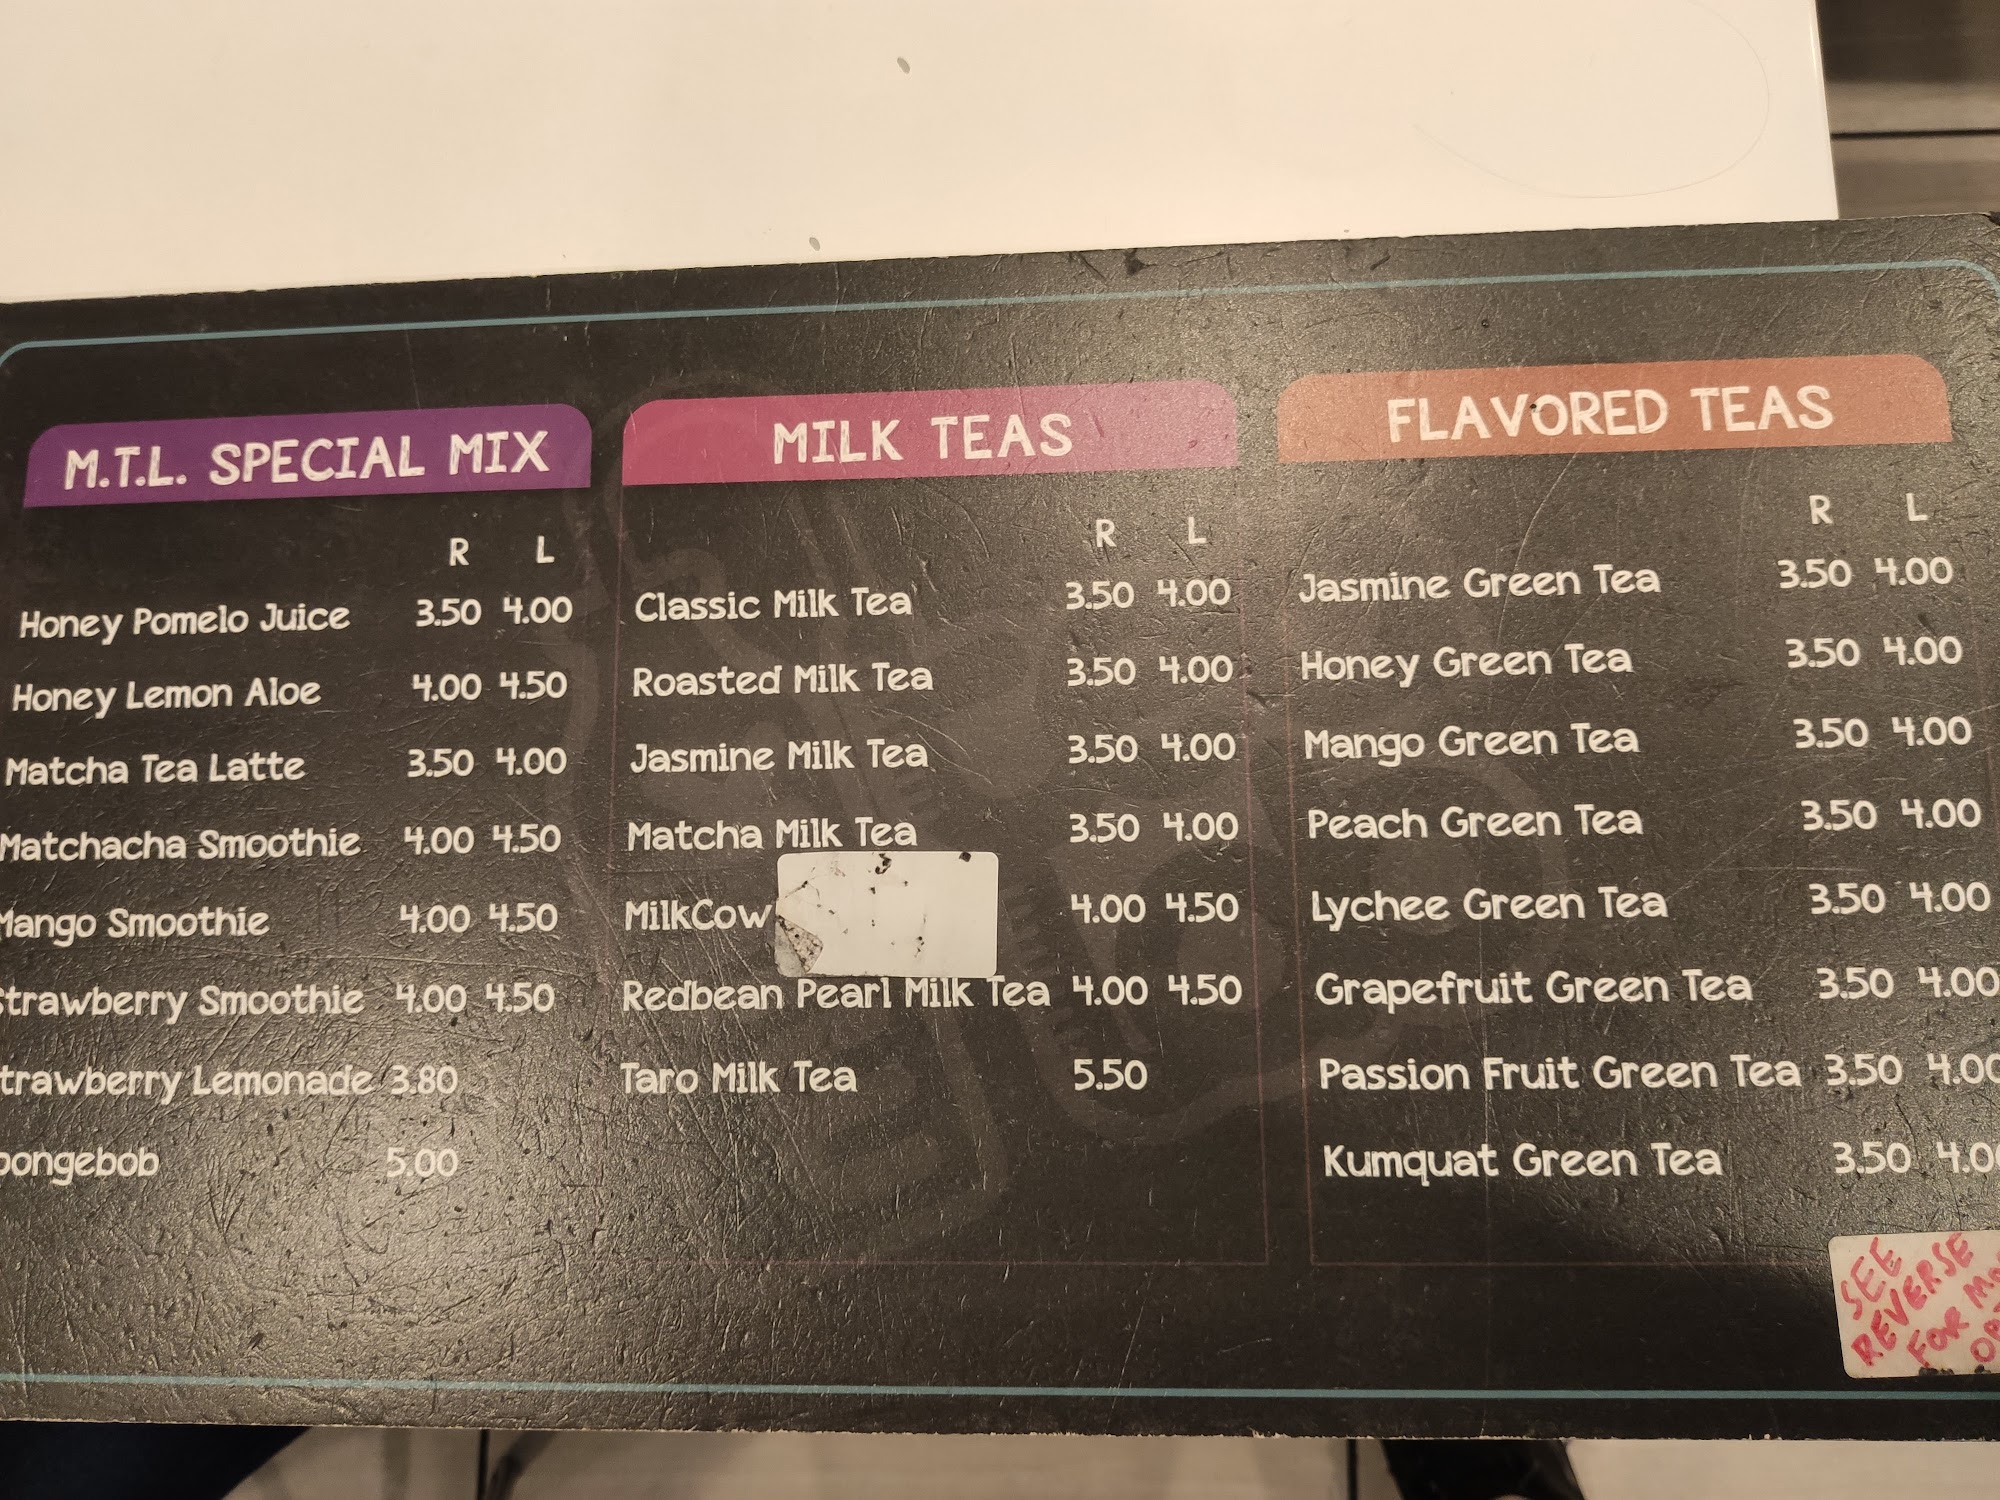 M.T.L. SPECIAL MIX
R L
Honey Pomelo Juice 3.50 4.00
Honey Lemon Aloe 4.00 4.50
Matcha Tea Latte 3.50 4.00
Matchacha Smoothie 4.00 4.50
Mango Smoothie 4.00 4.50
Strawberry Smoothie 4.00 4.50
trawberry Lemonade 3.80
pongebob 5.00
MILK TEAS
R L
Classic Milk Tea 3.50 4.00
Roasted Milk Tea 3.50 4.00
Jasmine Milk Tea 3.50 4.00
Matcha Milk Tea 3.50 4.00
MilkCow 4.00 4.50
Redbean Pearl Milk Tea 4.00 4.50
Taro Milk Tea 5.50
FLAVORED TEAS
R L
Jasmine Green Tea 3.50 4.00
Honey Green Tea 3.50 4.00
Mango Green Tea 3.50 4.00
Peach Green Tea 3.50 4.00
Lychee Green Tea 3.50 4.00
Grapefruit Green Tea 3.50 4.00
Passion Fruit Green Tea 3.50 4.00
Kumquat Green Tea 3.50 4.00
SEE
REVERSE
FOR